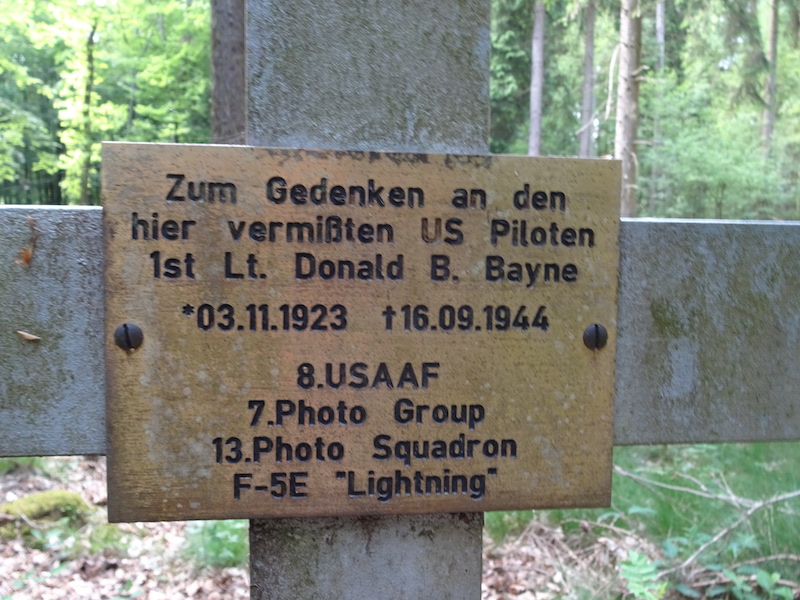 Zum Gedenken an den
hier vermißten US Piloten
1st Lt. Donald B. Bayne
*03.11.1923 †16.09.1944
8.USAAF
7.Photo Group
13.Photo Squadron
F-5E "Lightning"